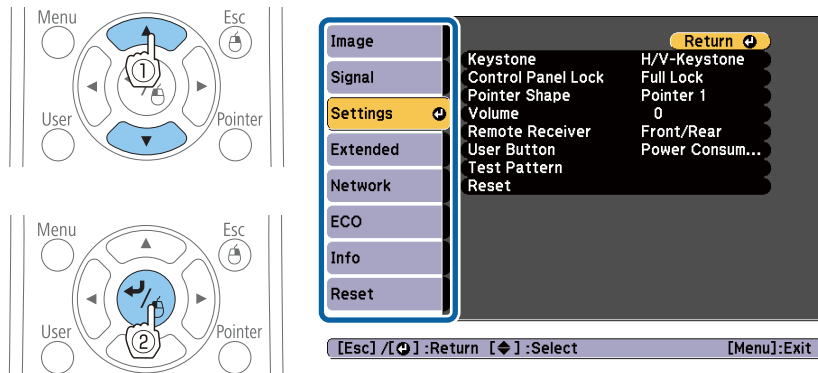 Menu
Esc
①
User
Pointer
Menu
Esc
User
②
Pointer
Image
Signal
Settings
Extended
Network
ECO
Info
Reset
Return
Keystone H/V-Keystone
Control Panel Lock Full Lock
Pointer Shape Pointer 1
Volume 0
Remote Receiver Front/Rear
User Button Power Consum...
Test Pattern
Reset
[Esc] /[⏎] :Return [◆] :Select [Menu]:Exit